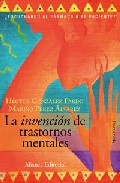 ¿ESCUCHANDO AL FÁRMACO O AL PACIENTE?
HÉCTOR GONZÁLEZ PARDO
MARINO PÉREZ ÁLVAREZ
La invención de
trastornos
mentales
Alianza Editorial